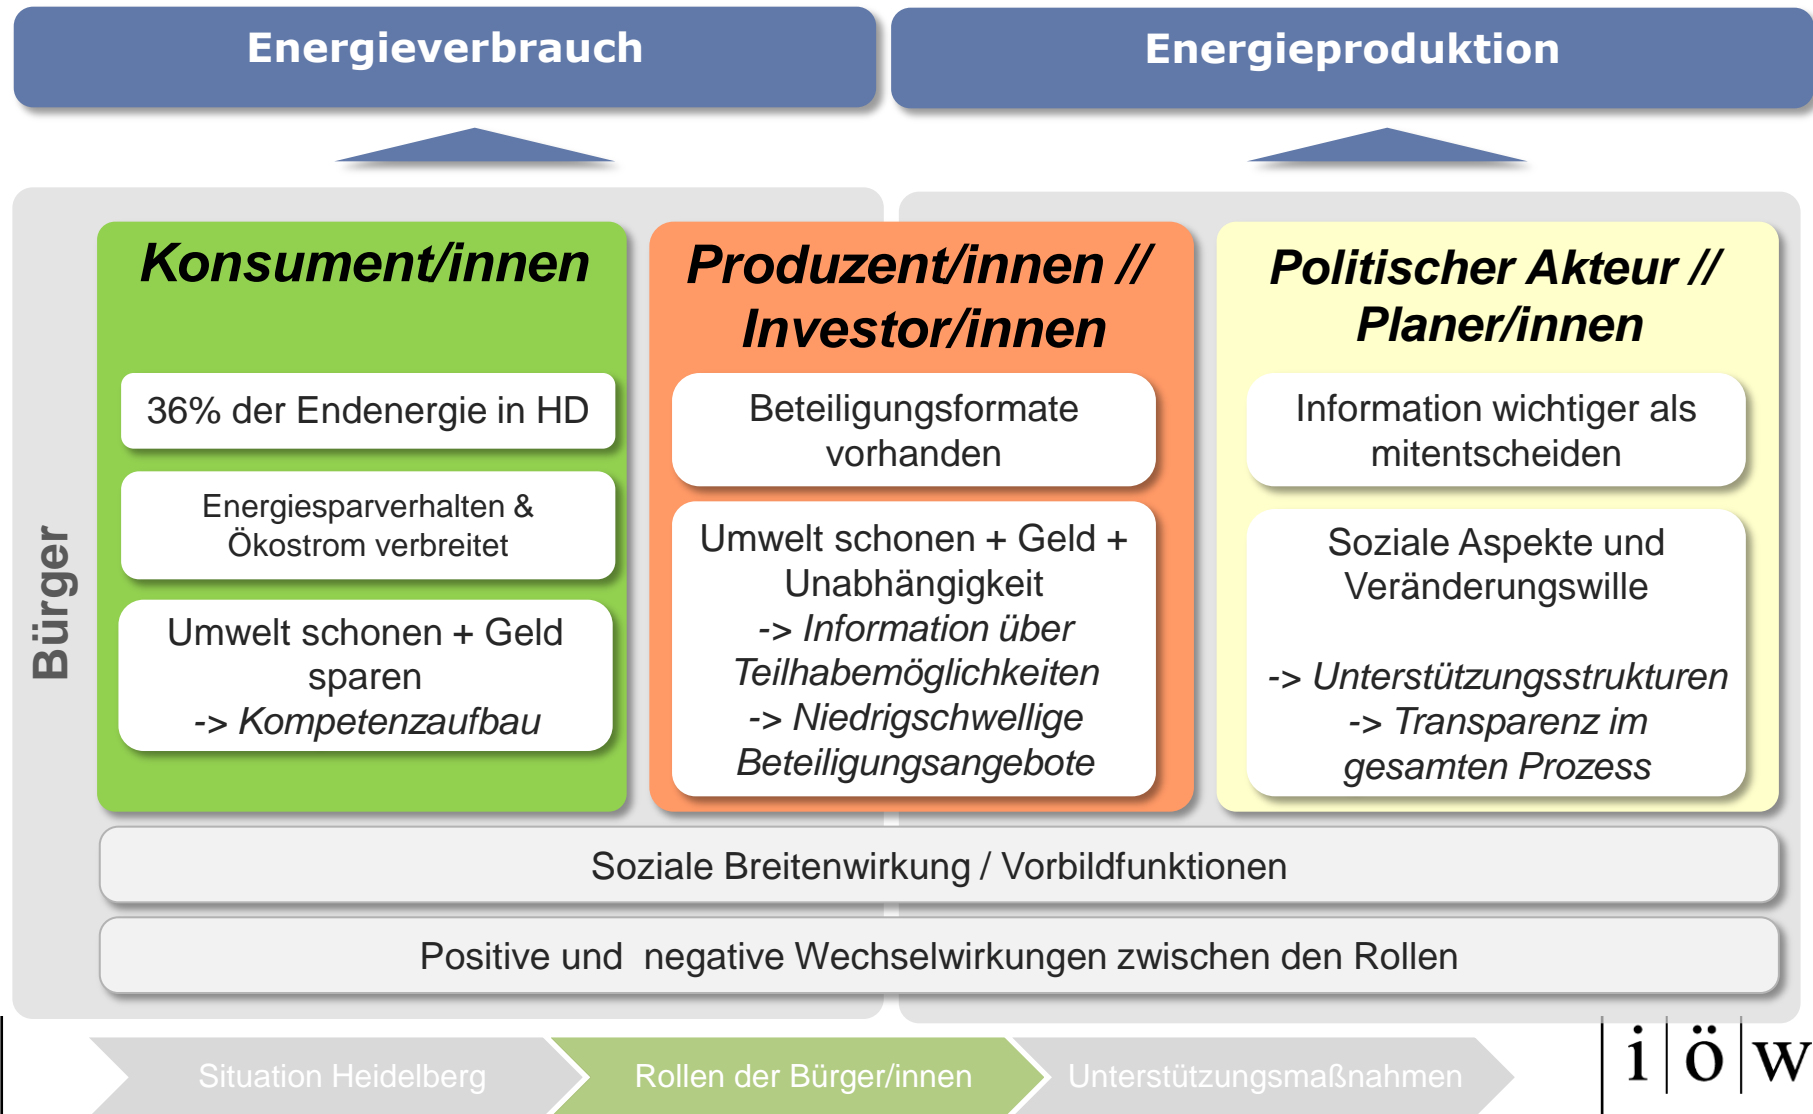 Energieverbrauch
Energieproduktion
Bürger
Konsument/innen
36% der Endenergie in HD
Energiesparverhalten &
Ökostrom verbreitet
Umwelt schonen + Geld
sparen
-> Kompetenzaufbau
Produzent/innen //
Investor/innen
Beteiligungsformate
vorhanden
Umwelt schonen + Geld +
Unabhängigkeit
-> Information über
Teilhabemöglichkeiten
-> Niedrigschwellige
Beteiligungsangebote
Politischer Akteur //
Planer/innen
Information wichtiger als
mitentscheiden
Soziale Aspekte und
Veränderungswille
-> Unterstützungsstrukturen
-> Transparenz im
gesamten Prozess
Soziale Breitenwirkung / Vorbildfunktionen
Positive und  negative Wechselwirkungen zwischen den Rollen
Situation Heidelberg
Rollen der Bürger/innen
Unterstützungsmaßnahmen
i|ö|w